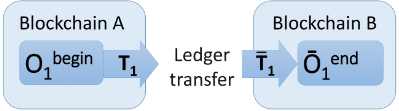 Blockchain A
O₁ᵇᵉᵍⁱⁿ
T₁
Ledger
transfer
Blockchain B
T̄₁
Ō₁ᵉⁿᵈ